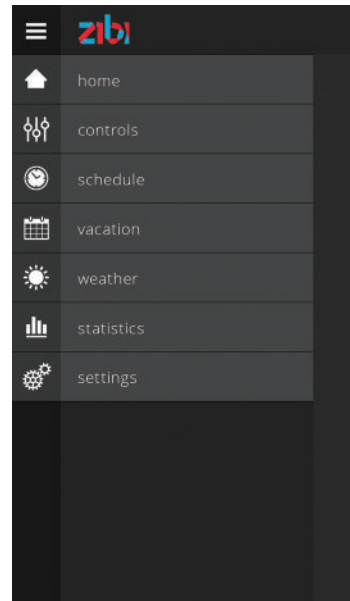 zibi
home
controls
schedule
vacation
weather
statistics
settings